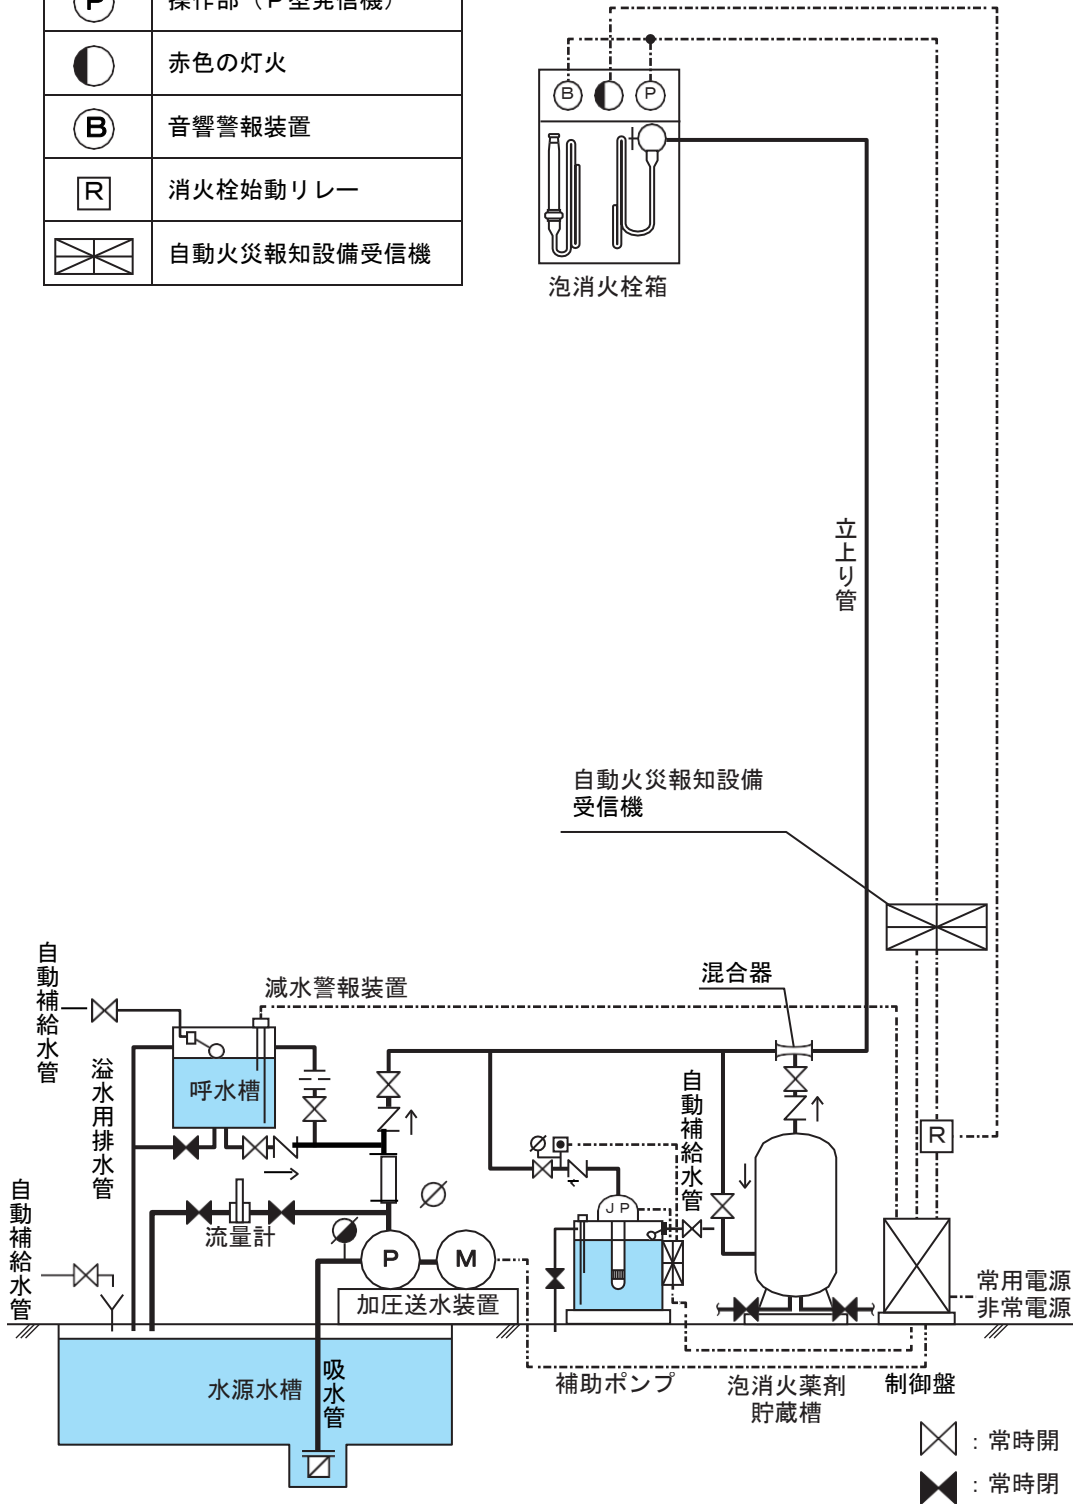 P
操作部（P型発信機）
赤色の灯火
B
音響警報装置
R
消火栓始動リレー
自動火災報知設備受信機
B
P
泡消火栓箱
立上り管
自動火災報知設備
受信機
混合器
自動補給水管
減水警報装置
溢水用排水管
呼水槽
自動補給水管
R
自動補給水管
流量計
J P
P
M
加圧送水装置
常用電源
非常電源
水源水槽
吸水管
補助ポンプ
泡消火薬剤
貯蔵槽
制御盤
：常時開
：常時閉